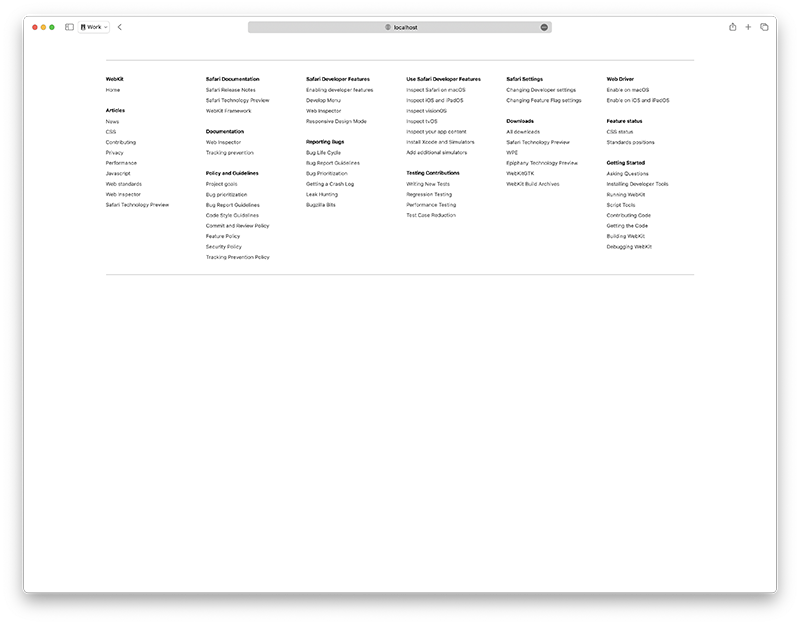 Work
localhost
WebKit
Home
Articles
News
CSS
Contributing
Privacy
Performance
Javascript
Web standards
Web Inspector
Safari Technology Preview
Safari Documentation
Safari Release Notes
Safari Technology Preview
WebKit Framework
Documentation
Web Inspector
Tracking prevention
Policy and Guidelines
Project goals
Bug prioritization
Bug Report Guidelines
Code Style Guidelines
Commit and Review Policy
Feature Policy
Security Policy
Tracking Prevention Policy
Safari Developer Features
Enabling developer features
Develop Menu
Web Inspector
Responsive Design Mode
Reporting Bugs
Bug Life Cycle
Bug Report Guidelines
Bug Prioritization
Getting a Crash Log
Leak Hunting
Bugzilla Bits
Use Safari Developer Features
Inspect Safari on macOS
Inspect iOS and iPadOS
Inspect visionOS
Inspect tvOS
Inspect your app content
Install Xcode and Simulators
Add additional simulators
Testing Contributions
Writing New Tests
Regression Testing
Performance Testing
Test Case Reduction
Safari Settings
Changing Developer settings
Changing Feature Flag settings
Downloads
All downloads
Safari Technology Preview
WPE
Epiphany Technology Preview
WebKitGTK
WebKit Build Archives
Web Driver
Enable on macOS
Enable on iOS and iPadOS
Feature status
CSS status
Standards positions
Getting Started
Asking Questions
Installing Developer Tools
Running WebKit
Script Tools
Contributing Code
Getting the Code
Building WebKit
Debugging WebKit